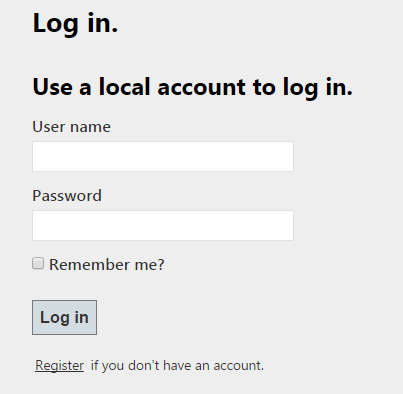 Log in.
Use a local account to log in.
User name
Password
Remember me?
Log in
Register if you don't have an account.